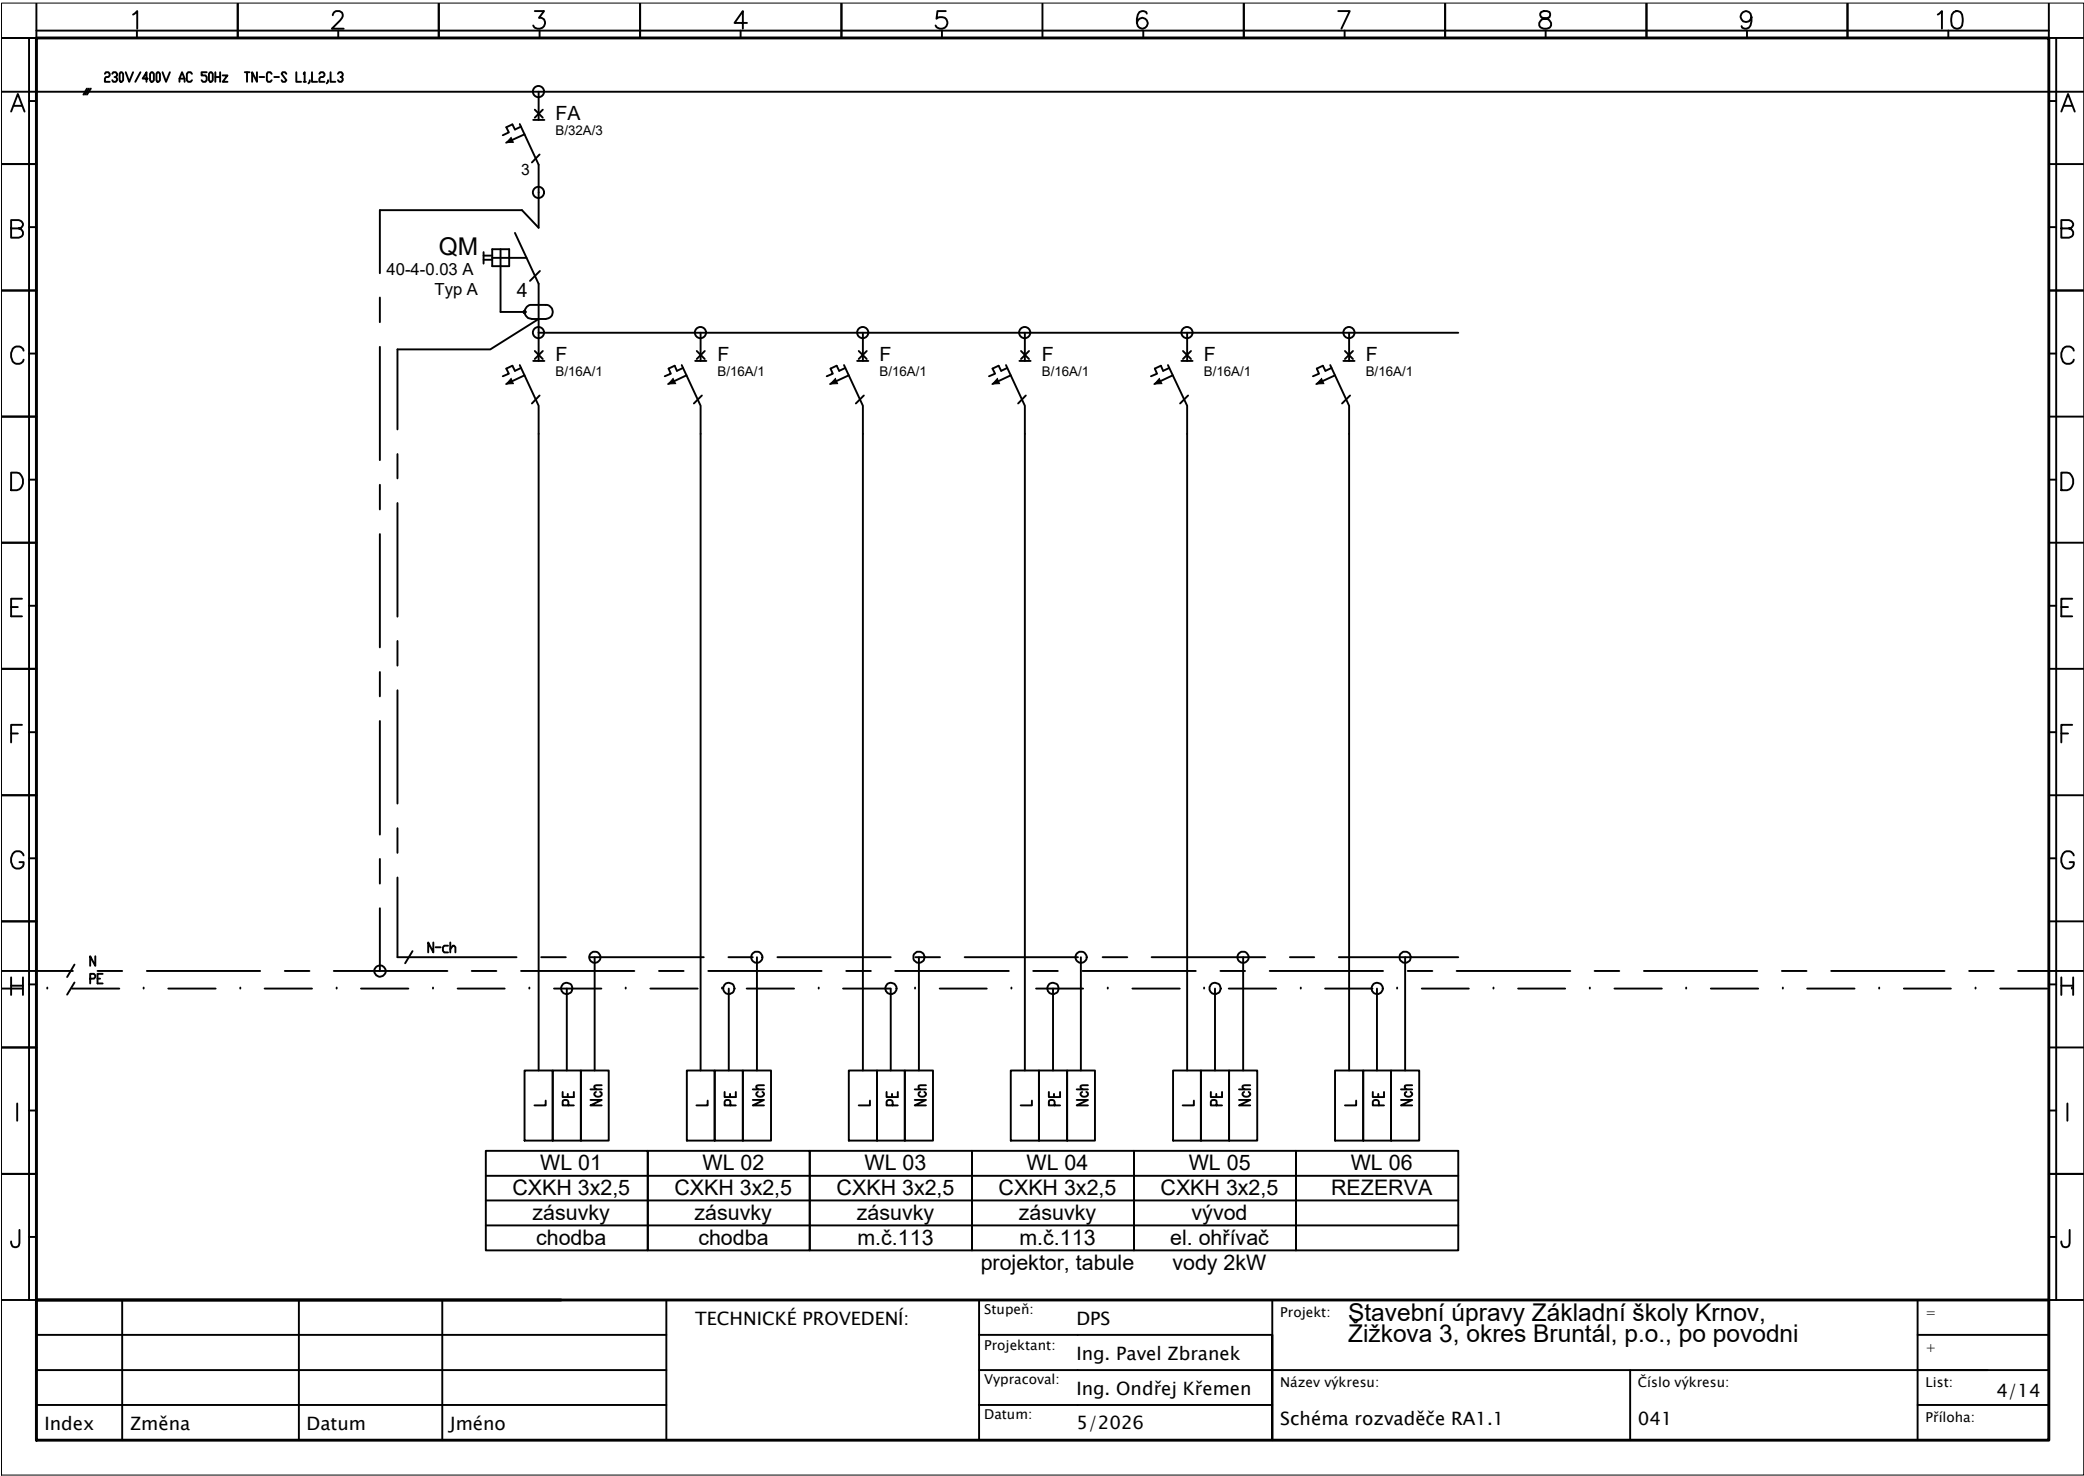 1 2 3 4 5 6 7 8 9 10
230V/400V AC 50Hz TN-C-S L1,L2,L3
A A
FA
B/32A/3
3
B B
QM
40-4-0.03 A
Typ A
4
C C
F F F F F F
B/16A/1 B/16A/1 B/16A/1 B/16A/1 B/16A/1 B/16A/1
D D
E E
F F
G G
N-ch
N
PE
H H
L PE Nch L PE Nch L PE Nch L PE Nch L PE Nch L PE Nch
I I
WL 01 WL 02 WL 03 WL 04 WL 05 WL 06
CXKH 3x2,5 CXKH 3x2,5 CXKH 3x2,5 CXKH 3x2,5 CXKH 3x2,5 REZERVA
zásuvky zásuvky zásuvky zásuvky vývod
chodba chodba m.č.113 m.č.113 el. ohřívač
J J
projektor, tabule vody 2kW
TECHNICKÉ PROVEDENÍ:
Stupeň: DPS
Projektant: Ing. Pavel Zbranek
Vypracoval: Ing. Ondřej Křemen
Datum: 5/2026
Projekt: Stavební úpravy Základní školy Krnov,
Žižkova 3, okres Bruntál, p.o., po povodni
=
+
Název výkresu:
Schéma rozvaděče RA1.1
Číslo výkresu:
041
List: 4/14
Příloha:
Index Změna Datum Jméno